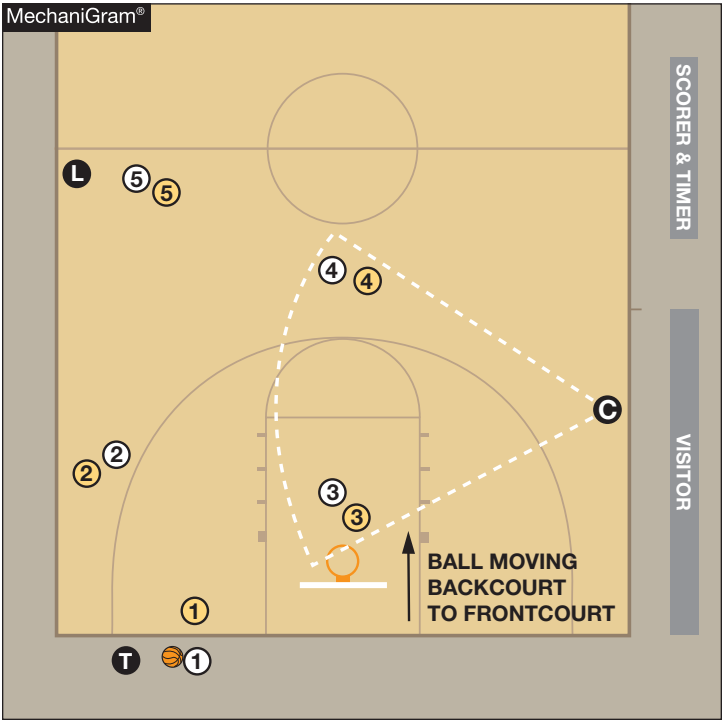 MechaniGram®
SCORER & TIMER
L
5
5
4
4
C
2
2
3
3
VISITOR
BALL MOVING
BACKCOURT
TO FRONTCOURT
1
T
1